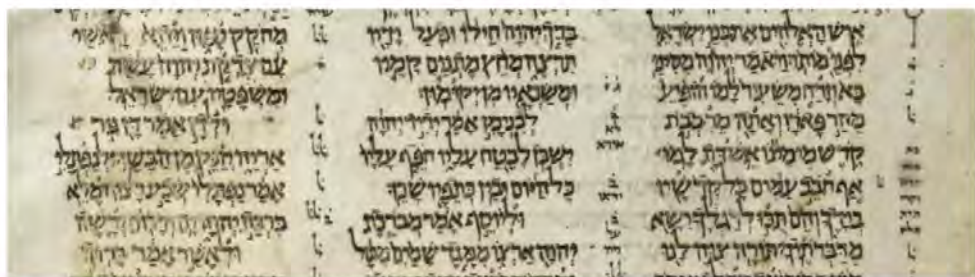 איש האלהים את בני ישראל
לפני מותו ויאמר יהוה מסיני
בא וזרח משעיר למו הופיע
מהר פארן ואתה מרבבת
קדש מימינו אשדת למו
אף חבב עמים כל קדשיו
בידך והם תכו לרגלך ישא
מדברתיך תורה צוה לנו
ברך יהוה חילו ופעל ידיו
תרצה מחץ מתנים קמיו
ומשנאיו מן יקומון
לבנימן אמר ידיד יהוה
ישכן לבטח עליו חפף עליו
כל היום ובין כתפיו שכן
וליוסף אמר מברכת
יהוה ארצו ממגד שמים מטל
מחקק ספון ויתא ראשי
עם צדקת יהוה עשה
ומשפטיו עם ישראל
ולדן אמר דן גור
אריה יזנק מן הבשן ולנפתלי
אמר נפתלי שבע רצון ומלא
ברכת יהוה ים ודרום ירשה
ולאשר אמר ברוך